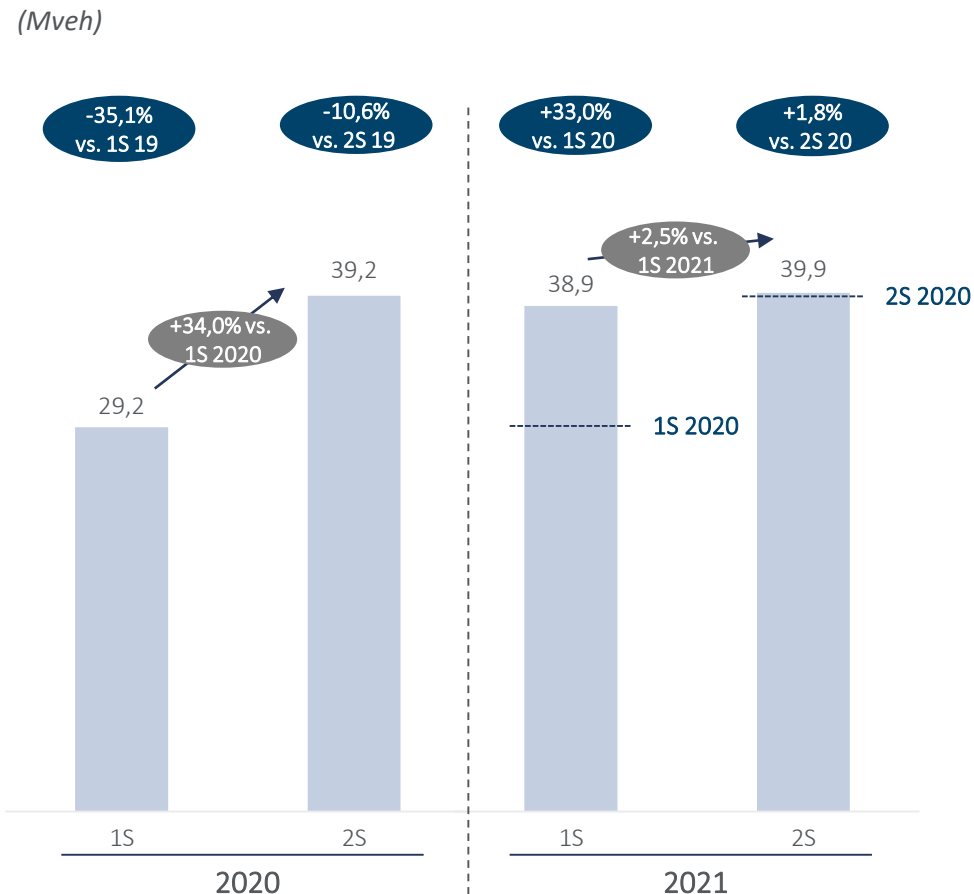 (Mveh)
-35,1%
vs. 1S 19
-10,6%
vs. 2S 19
+33,0%
vs. 1S 20
+1,8%
vs. 2S 20
+34,0% vs.
1S 2020
+2,5% vs.
1S 2021
29,2
39,2
38,9
39,9
1S 2020
2S 2020
1S
2S
1S
2S
2020
2021